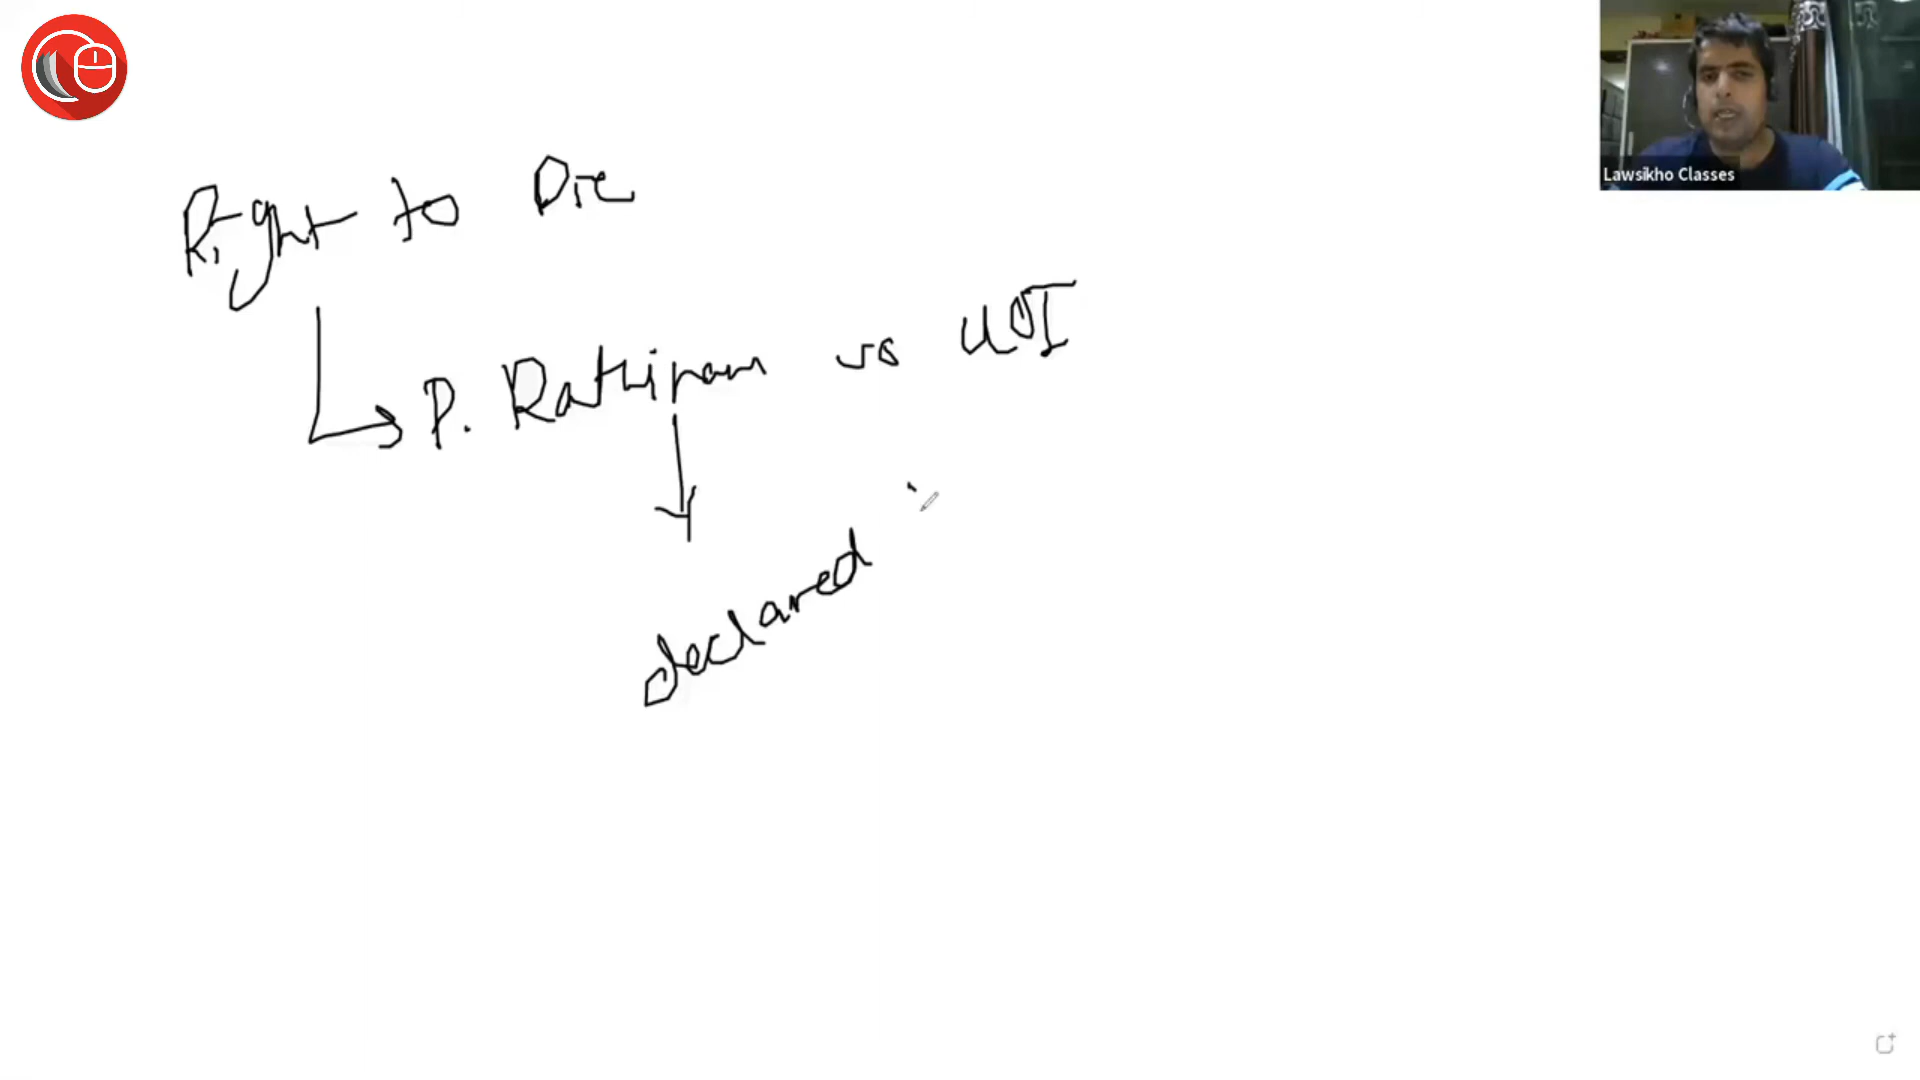 Lawsikho Classes
Right to Die
P. Rathinam vs UOI
declared